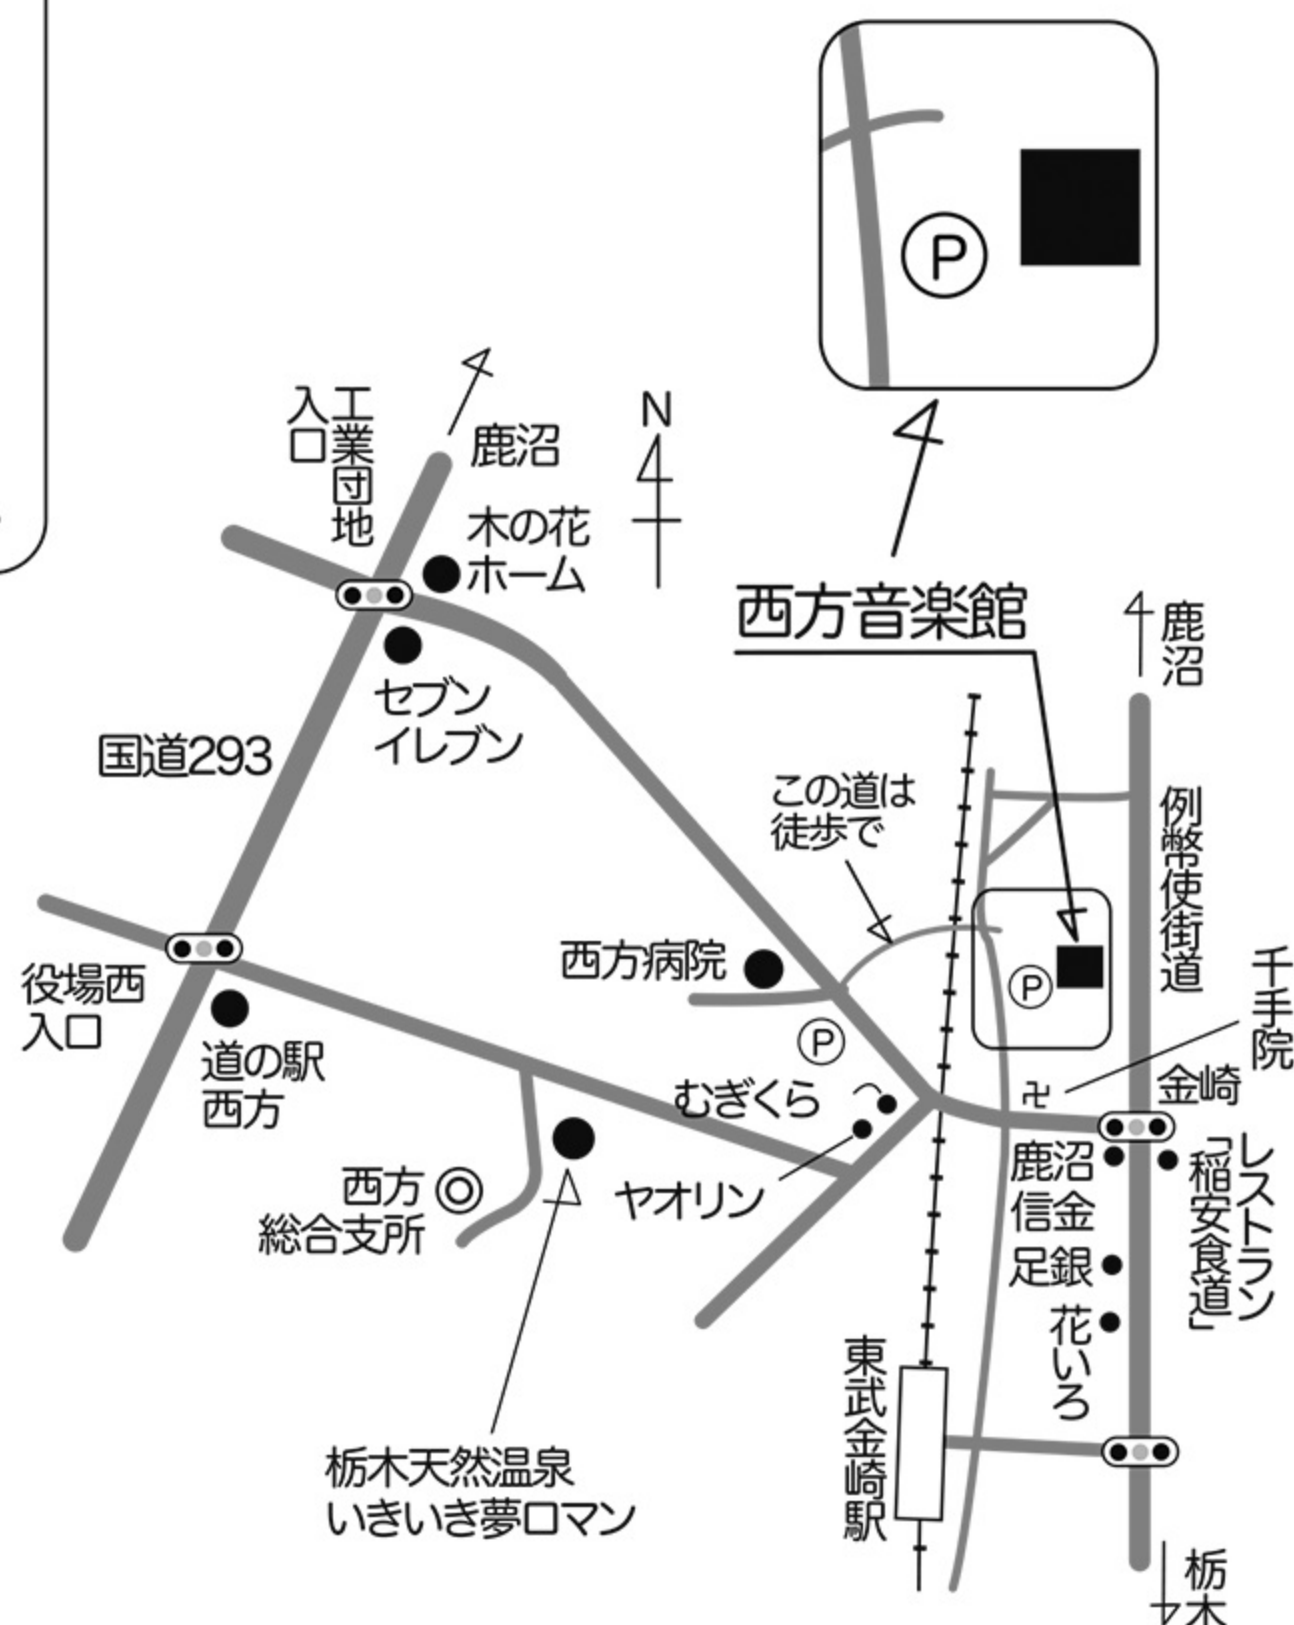 P
工業団地
入口
鹿沼
N
木の花
ホーム
西方音楽館
鹿沼
セブン
イレブン
国道293
この道は
徒歩で
例幣使街道
西方病院
P
千手院
役場西
入口
P
道の駅
西方
むぎくら
卍
金崎
鹿沼
信金
レストラン
「稲安食道」
西方
総合支所
ヤオリン
足銀
花いろ
東武金崎駅
栃木天然温泉
いきいき夢ロマン
栃木